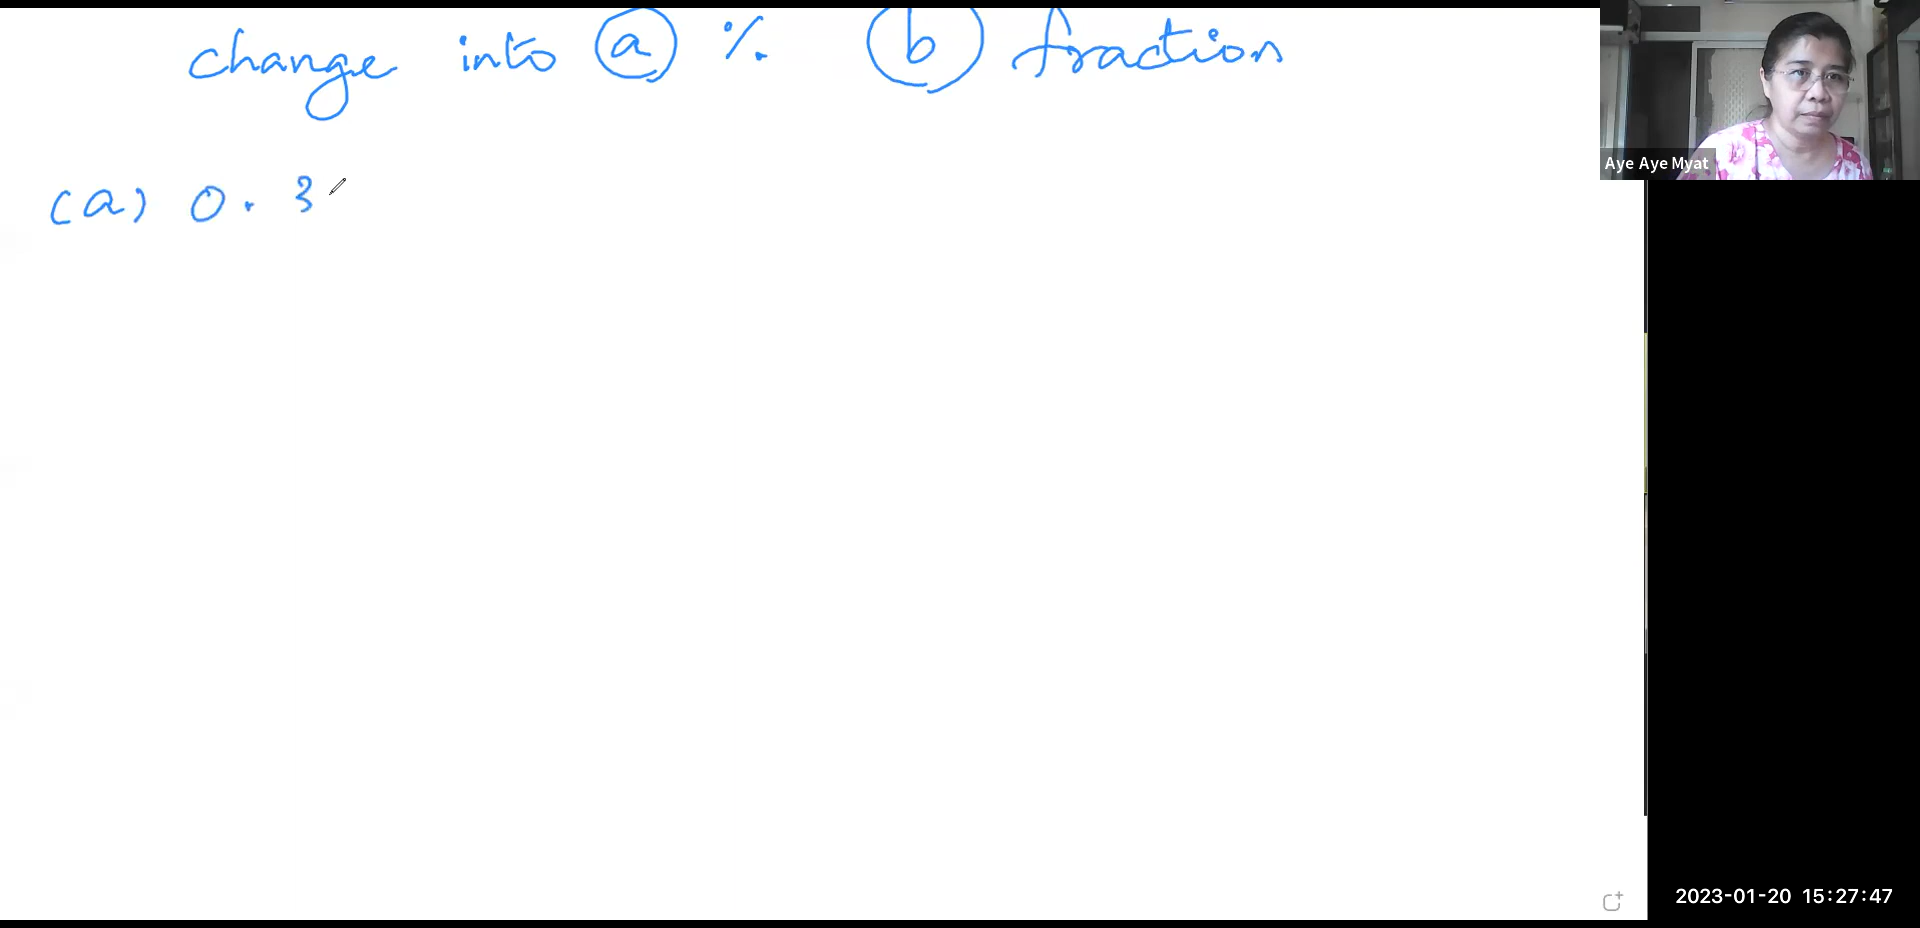 change into (a) % (b) fraction
Aye Aye Myat
(a) 0.3
2023-01-20 15:27:47